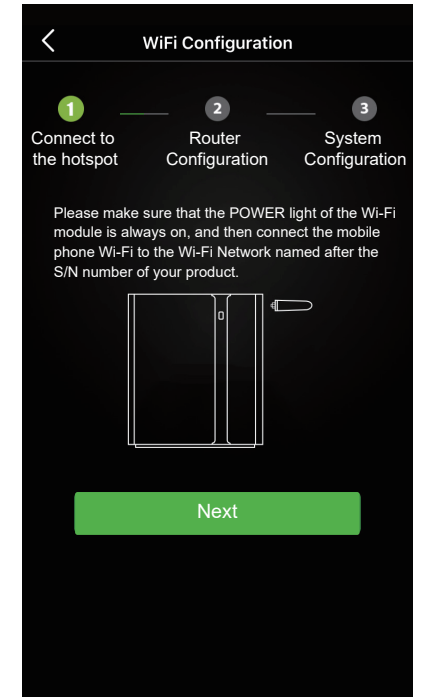 WiFi Configuration
1 2 3
Connect to the hotspot
Router Configuration
System Configuration
Please make sure that the POWER light of the Wi-Fi
module is always on, and then connect the mobile
phone Wi-Fi to the Wi-Fi Network named after the
S/N number of your product.
Next